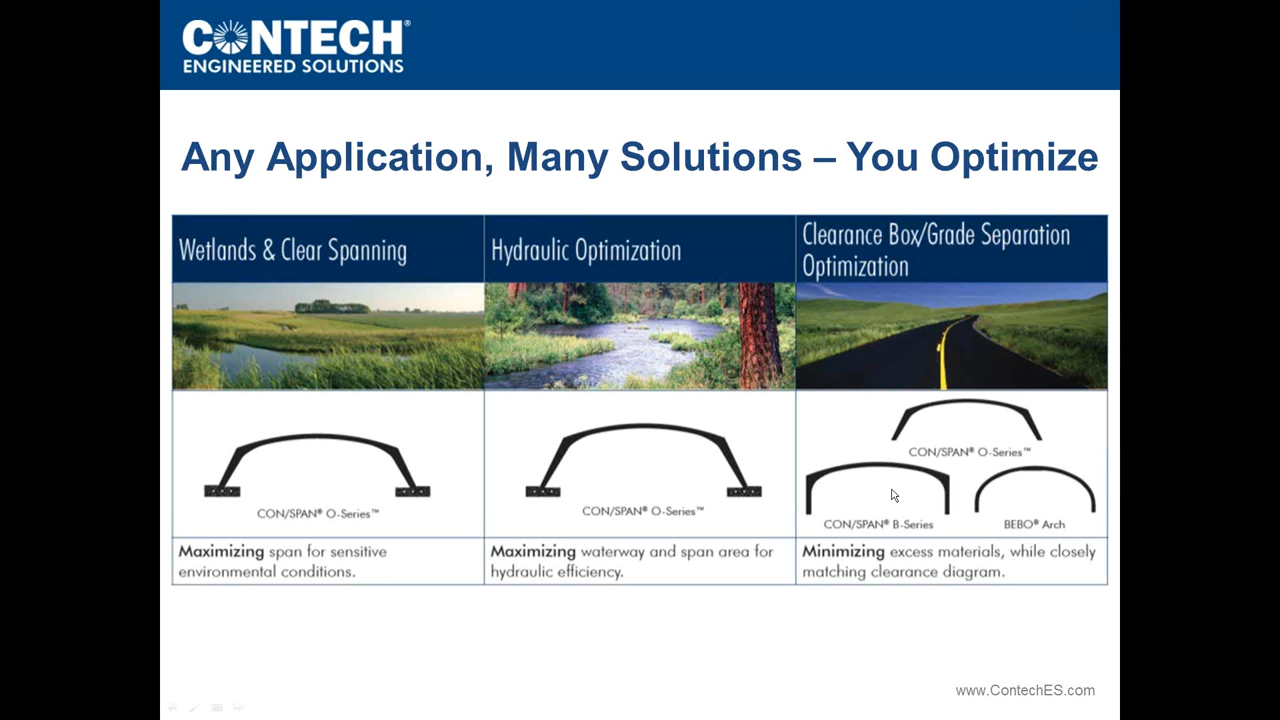 CONTECH®
ENGINEERED SOLUTIONS
Any Application, Many Solutions – You Optimize
Wetlands & Clear Spanning
Hydraulic Optimization
Clearance Box/Grade Separation
Optimization
CON/SPAN® O-Series™
CON/SPAN® O-Series™
CON/SPAN® O-Series™
CON/SPAN® B-Series
BEBO® Arch
Maximizing span for sensitive
environmental conditions.
Maximizing waterway and span area for
hydraulic efficiency.
Minimizing excess materials, while closely
matching clearance diagram.
www.ContechES.com